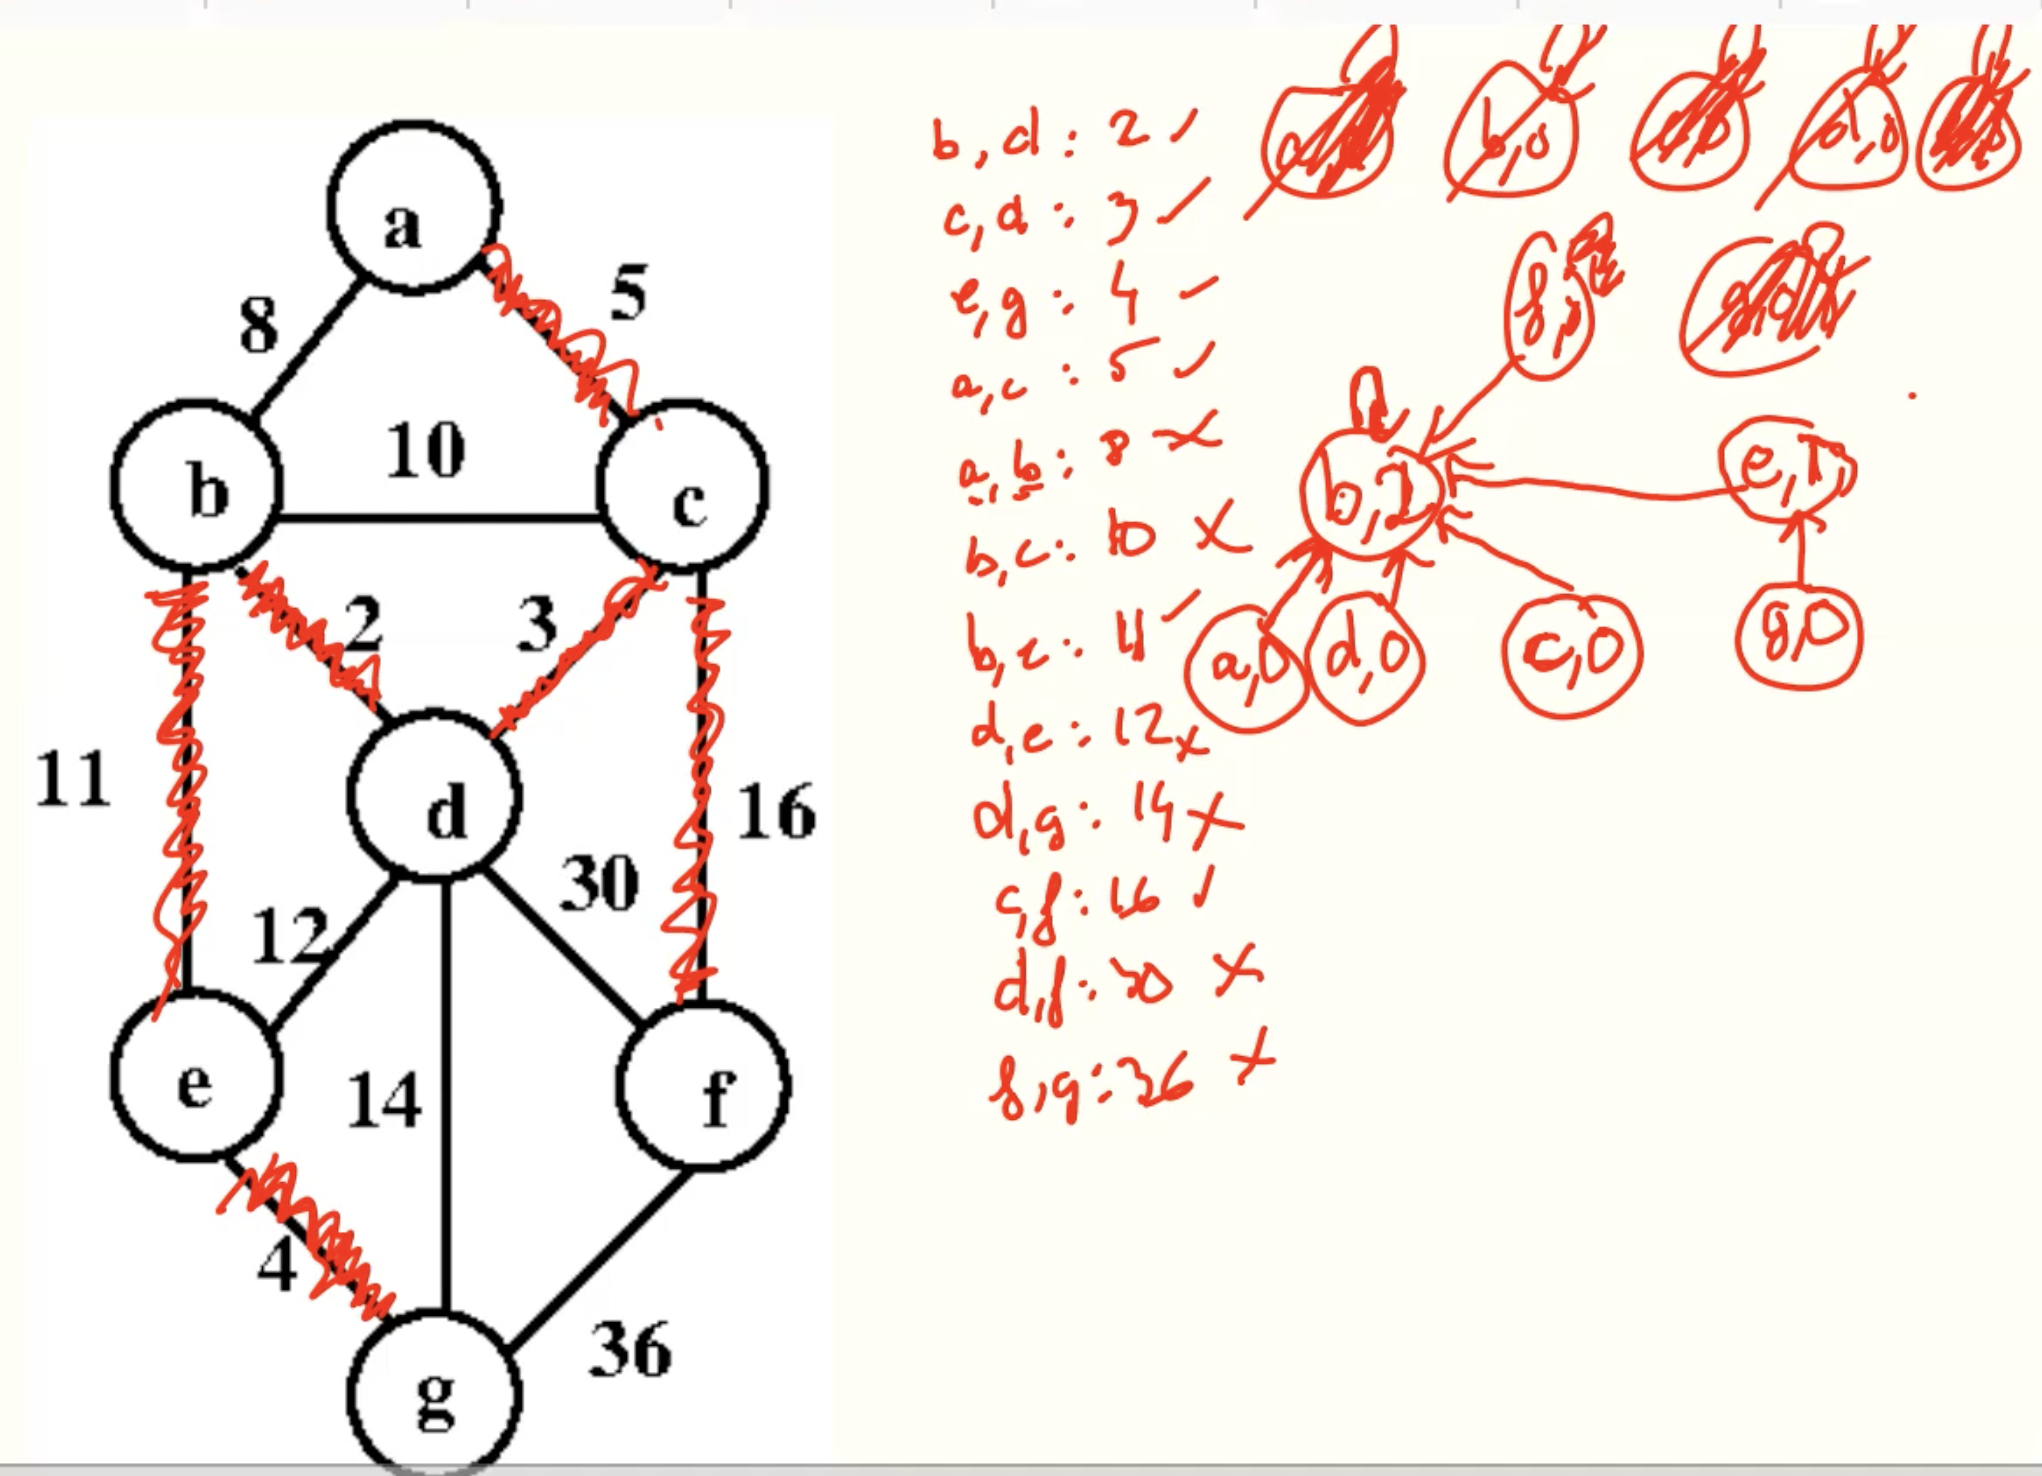 a
5
8
10
b
c
2
3
11
16
d
30
12
e
14
f
4
36
g
b,d: 2 ✓
c,d: 3 ✓
e,g: 4 ✓
a,c: 5 ✓
a,b: 8 ×
b,c: 10 ×
b,e: 11 ✓
d,e: 12 ×
d,g: 14 ×
c,f: 16 ✓
d,f: 30 ×
f,g: 36 ×
b,0
d,0
b,2
e,1
a,0
d,0
c,0
g,0